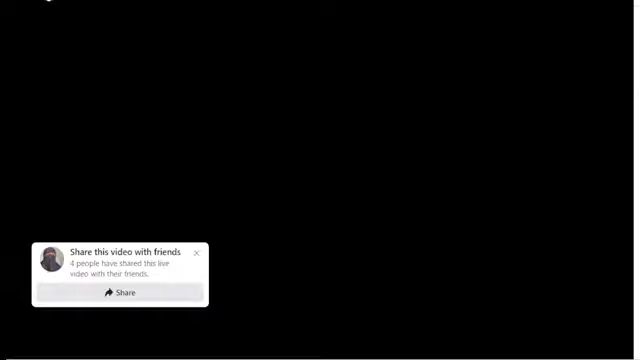 Share this video with friends
4 people have shared this live
video with their friends.
Share